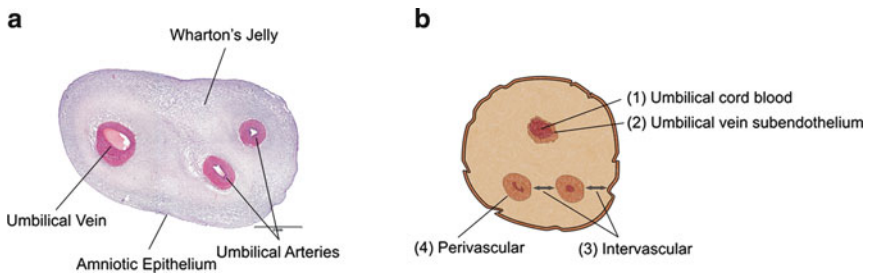 a
Wharton's Jelly
Umbilical Vein
Umbilical Arteries
Amniotic Epithelium
b
(1) Umbilical cord blood
(2) Umbilical vein subendothelium
(4) Perivascular
(3) Intervascular